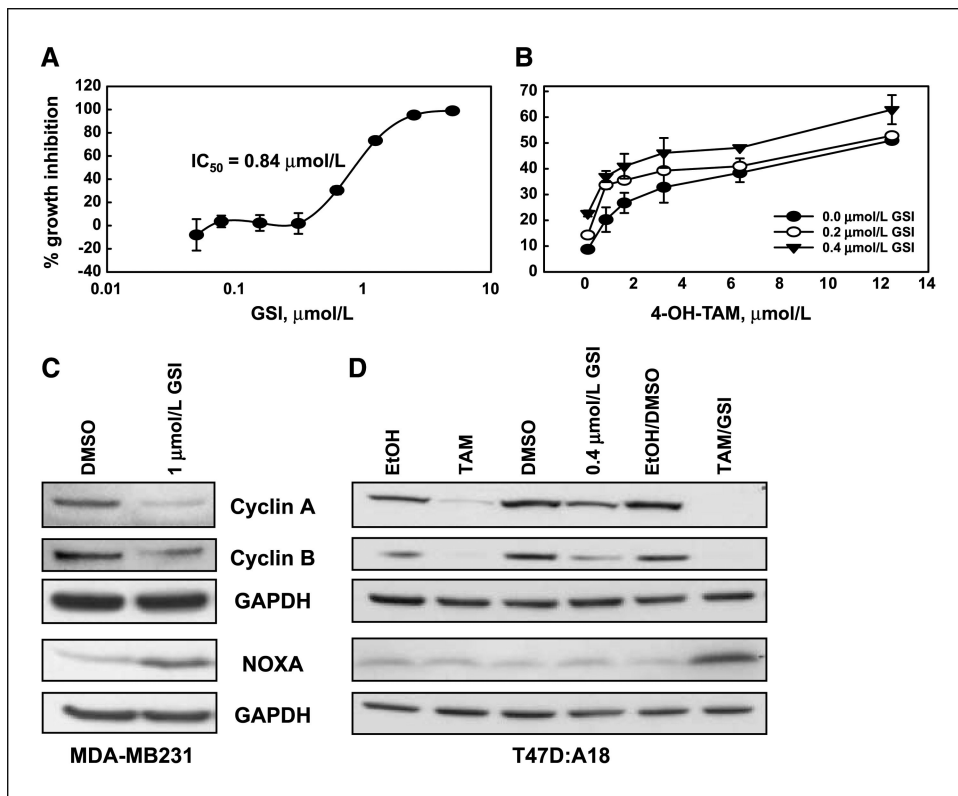 A
% growth inhibition
120
100
80
60
40
20
0
-20
-40
IC50 = 0.84 μmol/L
0.01
0.1
1
10
GSI, μmol/L
B
70
60
50
40
30
20
10
0
0.0 μmol/L GSI
0.2 μmol/L GSI
0.4 μmol/L GSI
0
2
4
6
8
10
12
14
4-OH-TAM, μmol/L
C
DMSO
1 μmol/L GSI
D
EtOH
TAM
DMSO
0.4 μmol/L GSI
EtOH/DMSO
TAM/GSI
Cyclin A
Cyclin B
GAPDH
NOXA
GAPDH
MDA-MB231
T47D:A18